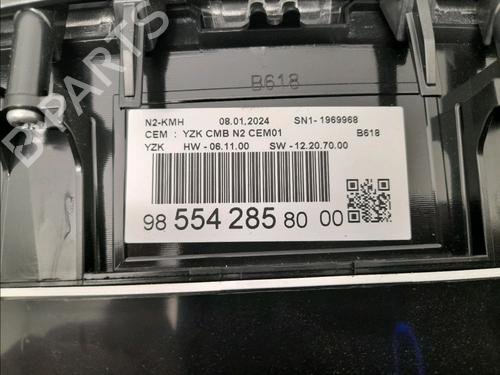 B618
N2-KMH 08.01.2024 SN1- 1969968
CEM : YZK CMB N2 CEM01 B618
YZK HW - 06.11.00 SW - 12.20.70.00
98 554 285 80 00
B-PARTS